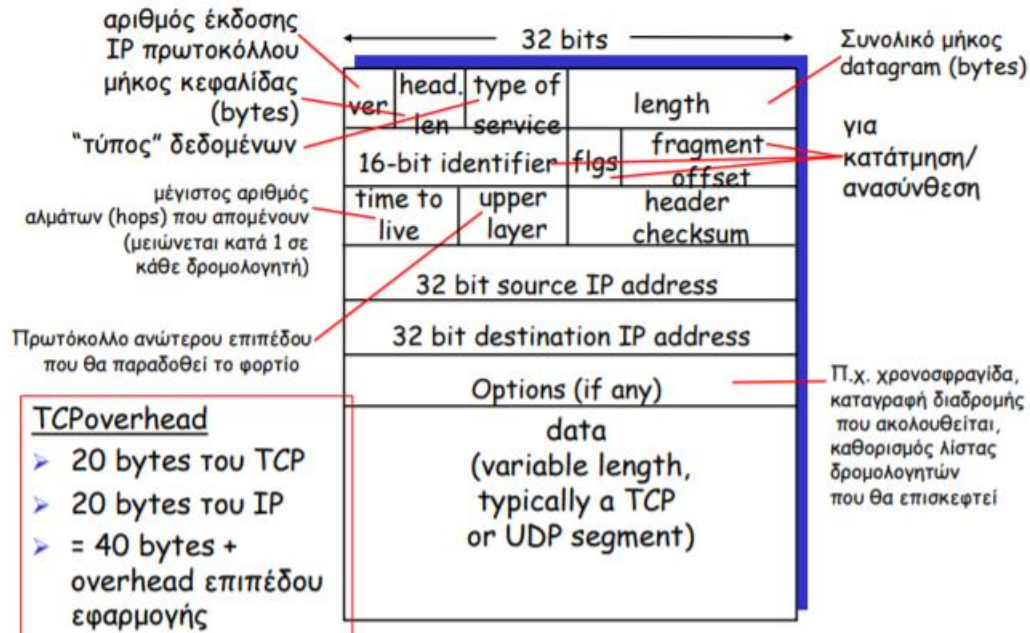 αριθμός έκδοσης
IP πρωτοκόλλου
μήκος κεφαλίδας
(bytes)
"τύπος" δεδομένων
μέγιστος αριθμός
αλμάτων (hops) που απομένουν
(μειώνεται κατά 1 σε
κάθε δρομολογητή)
Πρωτόκολλο ανώτερου επιπέδου
που θα παραδοθεί το φορτίο
TCPoverhead
20 bytes του TCP
20 bytes του IP
= 40 bytes +
overhead επιπέδου
εφαρμογής
32 bits
ver
head.
len
type of
service
length
16-bit identifier
flgs
fragment
offset
time to
live
upper
layer
header
checksum
32 bit source IP address
32 bit destination IP address
Options (if any)
data
(variable length,
typically a TCP
or UDP segment)
Συνολικό μήκος
datagram (bytes)
για
κατάτμηση/
ανασύνθεση
Π.χ. χρονοσφραγίδα,
καταγραφή διαδρομής
που ακολουθείται,
καθορισμός λίστας
δρομολογητών
που θα επισκεφτεί